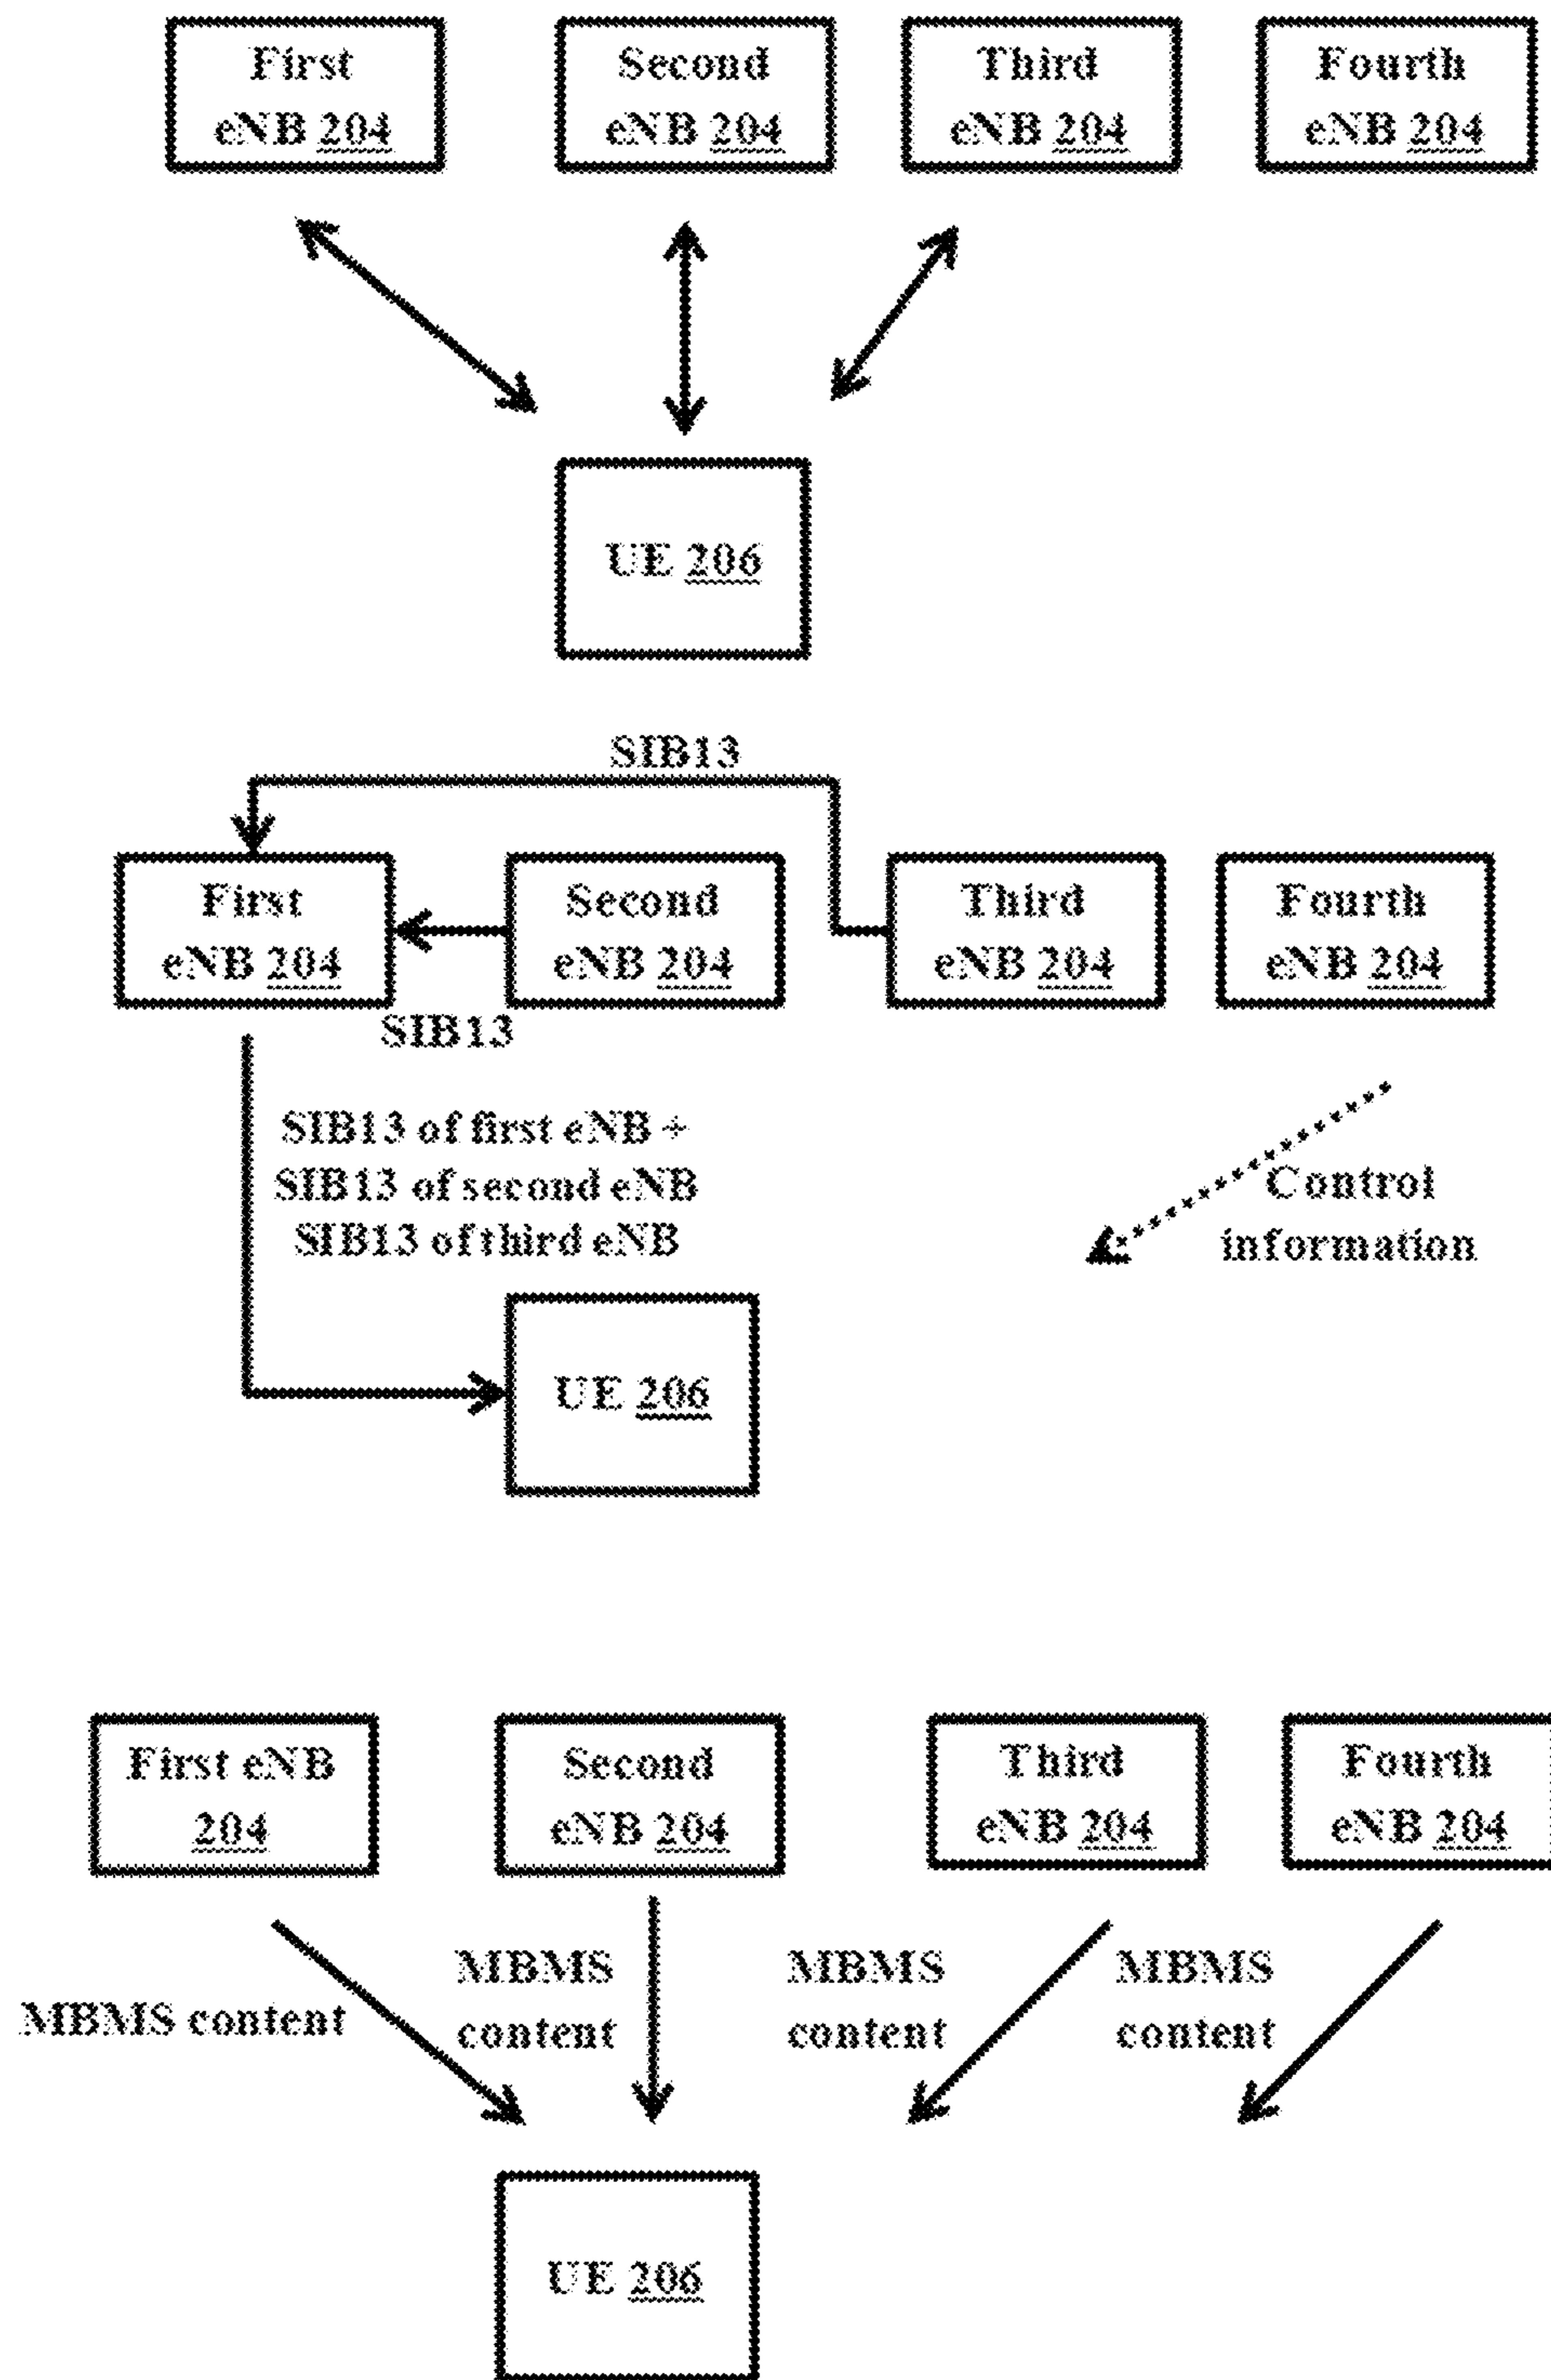 First
eNB 204
Second
eNB 204
Third
eNB 204
Fourth
eNB 204
UE 206
SIB13
First
eNB 204
Second
eNB 204
Third
eNB 204
Fourth
eNB 204
SIB13
SIB13 of first eNB +
SIB13 of second eNB
SIB13 of third eNB
Control
information
UE 206
First eNB
204
Second
eNB 204
Third
eNB 204
Fourth
eNB 204
MBMS content
MBMS
content
MBMS
content
MBMS
content
UE 206